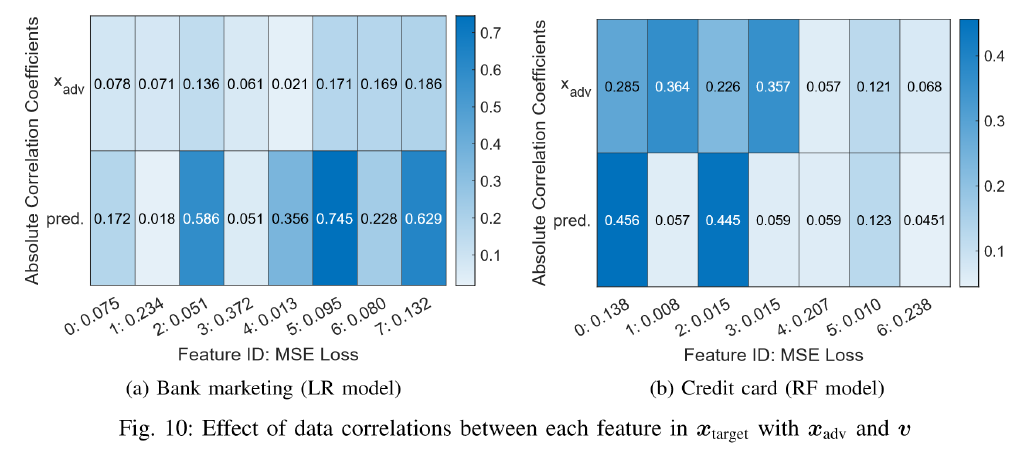 Absolute Correlation Coefficients
x_adv
0.078 0.071 0.136 0.061 0.021 0.171 0.169 0.186
pred.
0.172 0.018 0.586 0.051 0.356 0.745 0.228 0.629
0: 0.075 1: 0.234 2: 0.051 3: 0.372 4: 0.013 5: 0.095 6: 0.080 7: 0.132
Feature ID: MSE Loss
0.7
0.6
0.5
0.4
0.3
0.2
0.1
(a) Bank marketing (LR model)
Absolute Correlation Coefficients
x_adv
0.285 0.364 0.226 0.357 0.057 0.121 0.068
pred.
0.456 0.057 0.445 0.059 0.059 0.123 0.0451
0: 0.138 1: 0.008 2: 0.015 3: 0.015 4: 0.207 5: 0.010 6: 0.238
Feature ID: MSE Loss
0.4
0.3
0.2
0.1
(b) Credit card (RF model)
Fig. 10: Effect of data correlations between each feature in x_target with x_adv and v